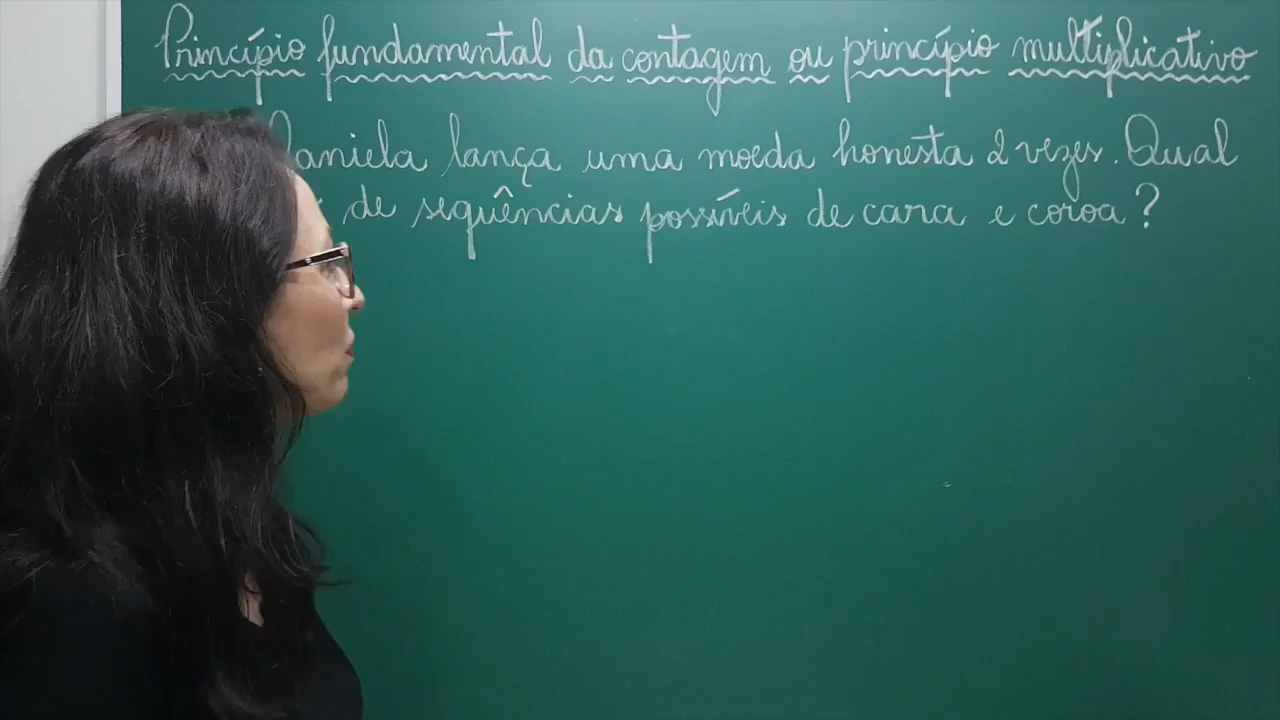 Princípio fundamental da contagem ou princípio multiplicativo
Daniela lança uma moeda honesta 2 vezes. Qual
de sequências possíveis de cara e coroa?